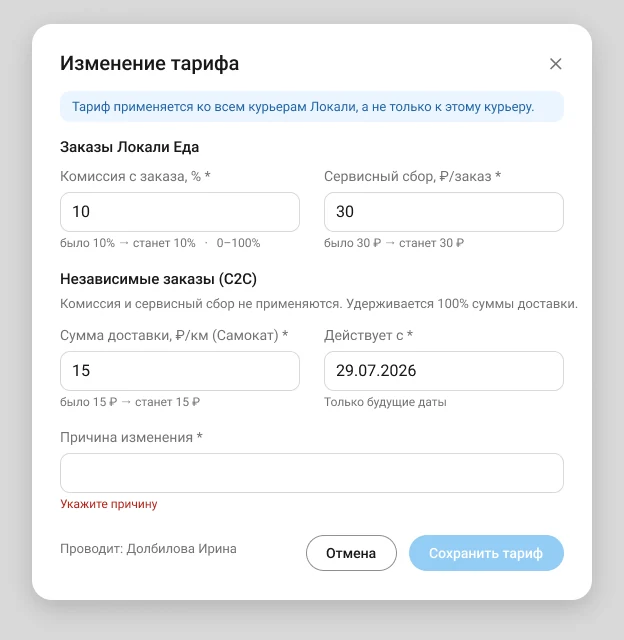 Изменение тарифа
Тариф применяется ко всем курьерам Локали, а не только к этому курьеру.
Заказы Локали Еда
Комиссия с заказа, % *
Сервисный сбор, ₽/заказ *
10
30
было 10% → станет 10% · 0–100%
было 30 ₽ → станет 30 ₽
Независимые заказы (C2C)
Комиссия и сервисный сбор не применяются. Удерживается 100% суммы доставки.
Сумма доставки, ₽/км (Самокат) *
Действует с *
15
29.07.2026
было 15 ₽ → станет 15 ₽
Только будущие даты
Причина изменения *
Укажите причину
Проводит: Долбилова Ирина
Отмена
Сохранить тариф